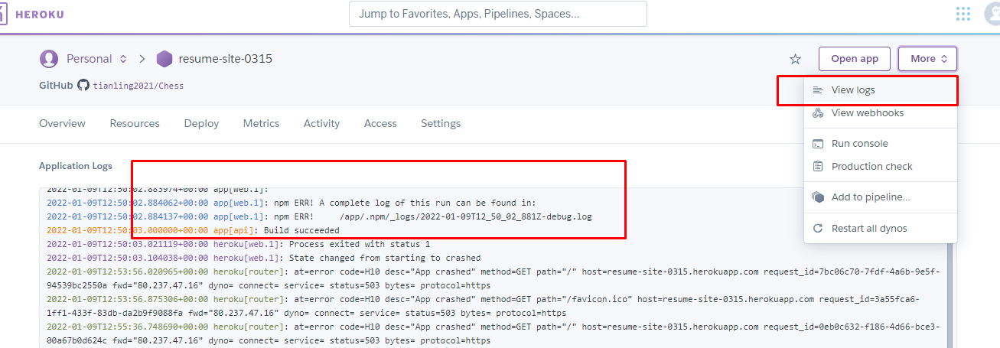 HEROKU
Jump to Favorites, Apps, Pipelines, Spaces...
Personal
resume-site-0315
Open app
More
GitHub tianling2021/Chess
View logs
View webhooks
Run console
Production check
Add to pipeline...
Restart all dynos
Overview Resources Deploy Metrics Activity Access Settings
Application Logs
2022-01-09T12:50:02.883974+00:00 app[web.1]:
2022-01-09T12:50:02.884062+00:00 app[web.1]: npm ERR! A complete log of this run can be found in:
2022-01-09T12:50:02.884137+00:00 app[web.1]: npm ERR!     /app/.npm/_logs/2022-01-09T12_50_02_881Z-debug.log
2022-01-09T12:50:03.000000+00:00 app[api]: Build succeeded
2022-01-09T12:50:03.021119+00:00 heroku[web.1]: Process exited with status 1
2022-01-09T12:50:03.104038+00:00 heroku[web.1]: State changed from starting to crashed
2022-01-09T12:53:56.020965+00:00 heroku[router]: at=error code=H10 desc="App crashed" method=GET path="/" host=resume-site-0315.herokuapp.com request_id=7bc06c70-7fdf-4a6b-9e5f-
94539bc2550a fwd="80.237.47.16" dyno= connect= service= status=503 bytes= protocol=https
2022-01-09T12:53:56.875306+00:00 heroku[router]: at=error code=H10 desc="App crashed" method=GET path="/favicon.ico" host=resume-site-0315.herokuapp.com request_id=3a55fca6-
1ff1-433f-83db-da2b9f9088fa fwd="80.237.47.16" dyno= connect= service= status=503 bytes= protocol=https
2022-01-09T12:55:36.748690+00:00 heroku[router]: at=error code=H10 desc="App crashed" method=GET path="/" host=resume-site-0315.herokuapp.com request_id=0eb0c632-f186-4d66-bce3-
00a67b0d624c fwd="80.237.47.16" dyno= connect= service= status=503 bytes= protocol=https